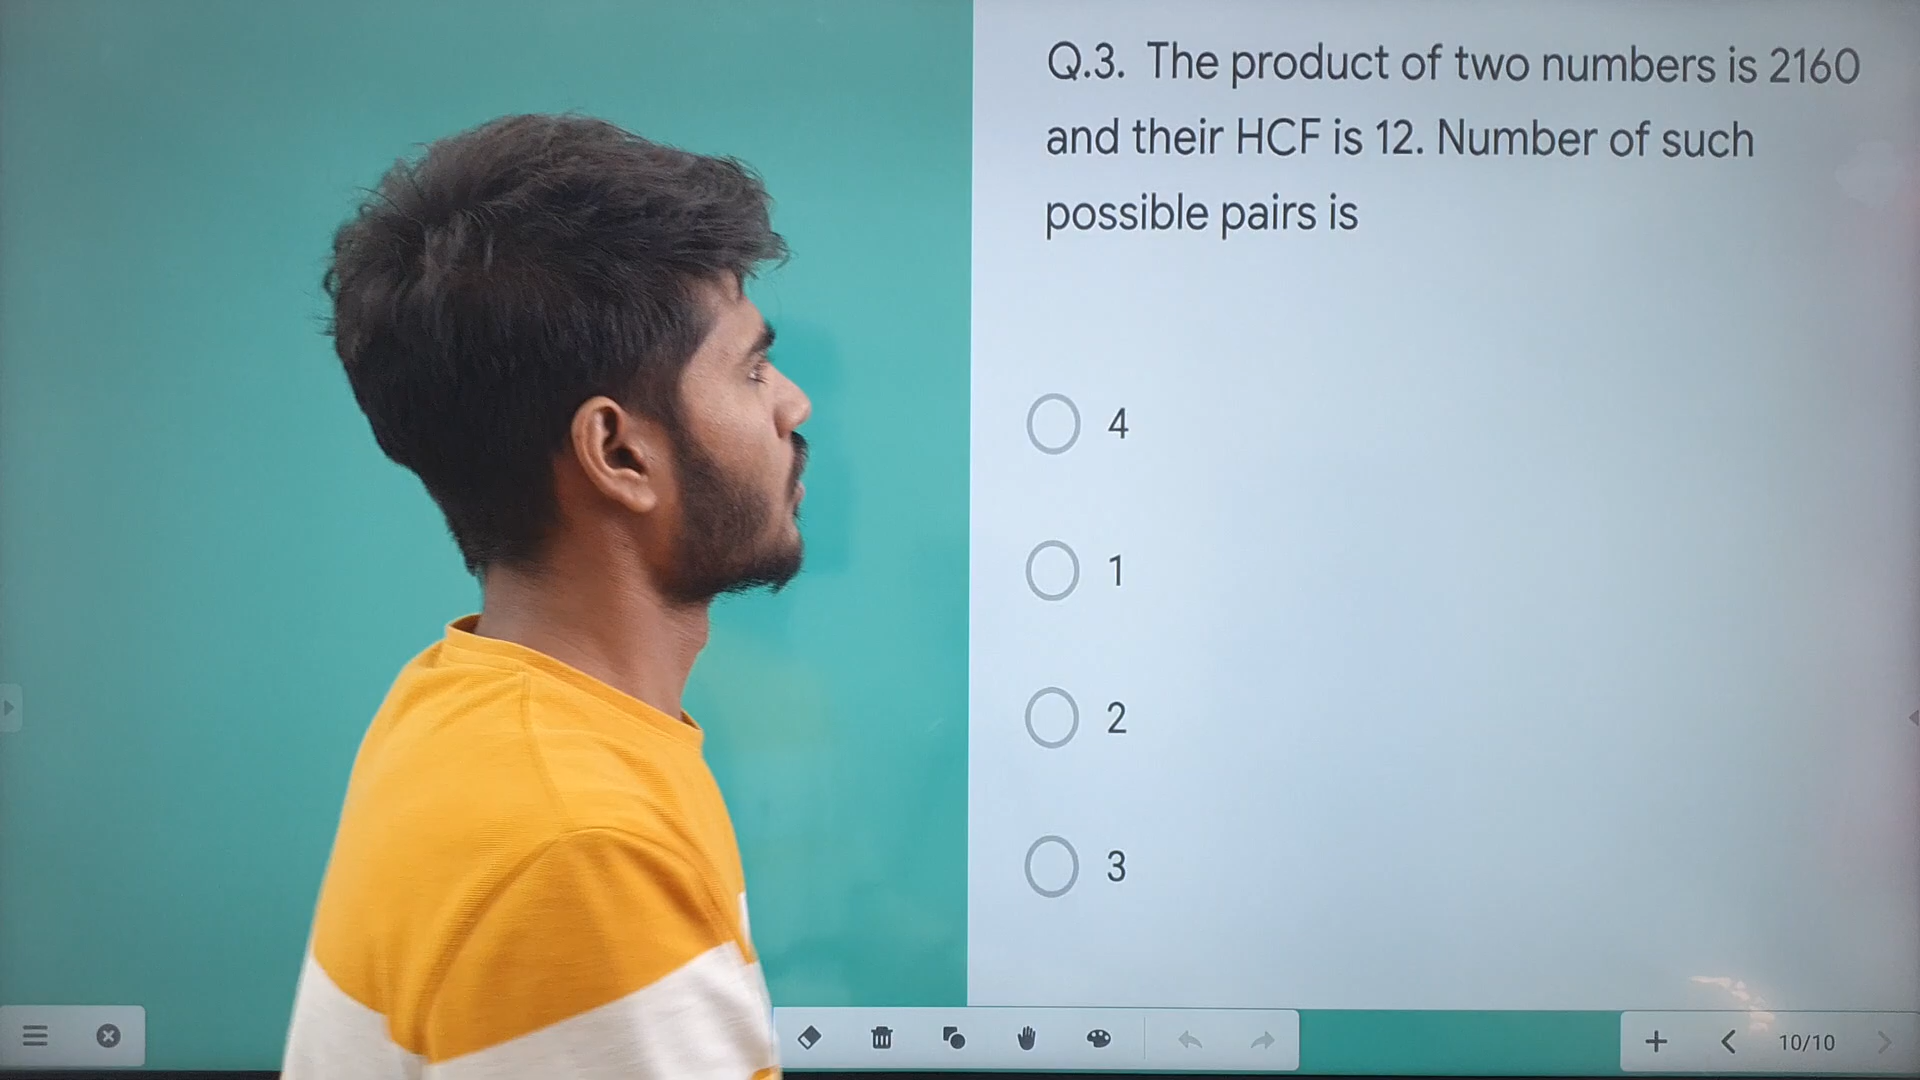 Q.3. The product of two numbers is 2160
and their HCF is 12. Number of such
possible pairs is
4
1
2
3
10/10